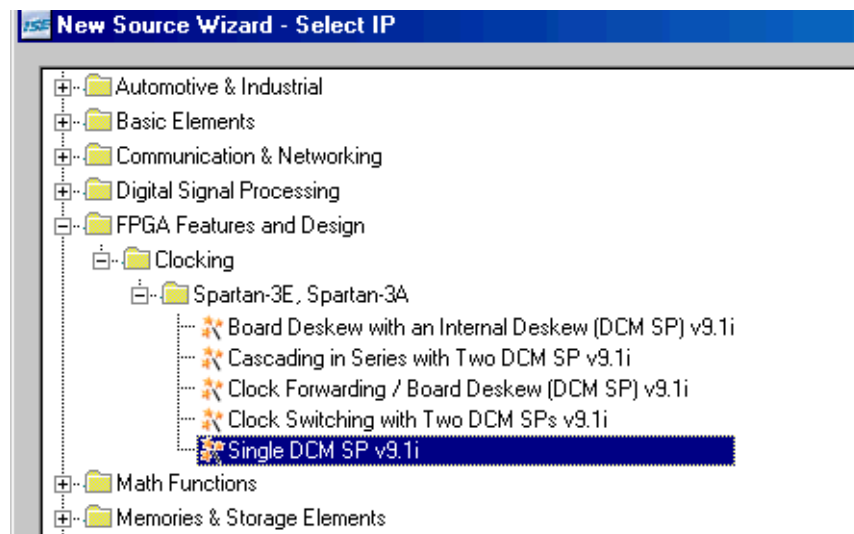 ISE New Source Wizard - Select IP
Automotive & Industrial
Basic Elements
Communication & Networking
Digital Signal Processing
FPGA Features and Design
Clocking
Spartan-3E, Spartan-3A
Board Deskew with an Internal Deskew (DCM SP) v9.1i
Cascading in Series with Two DCM SP v9.1i
Clock Forwarding / Board Deskew (DCM SP) v9.1i
Clock Switching with Two DCM SPs v9.1i
Single DCM SP v9.1i
Math Functions
Memories & Storage Elements